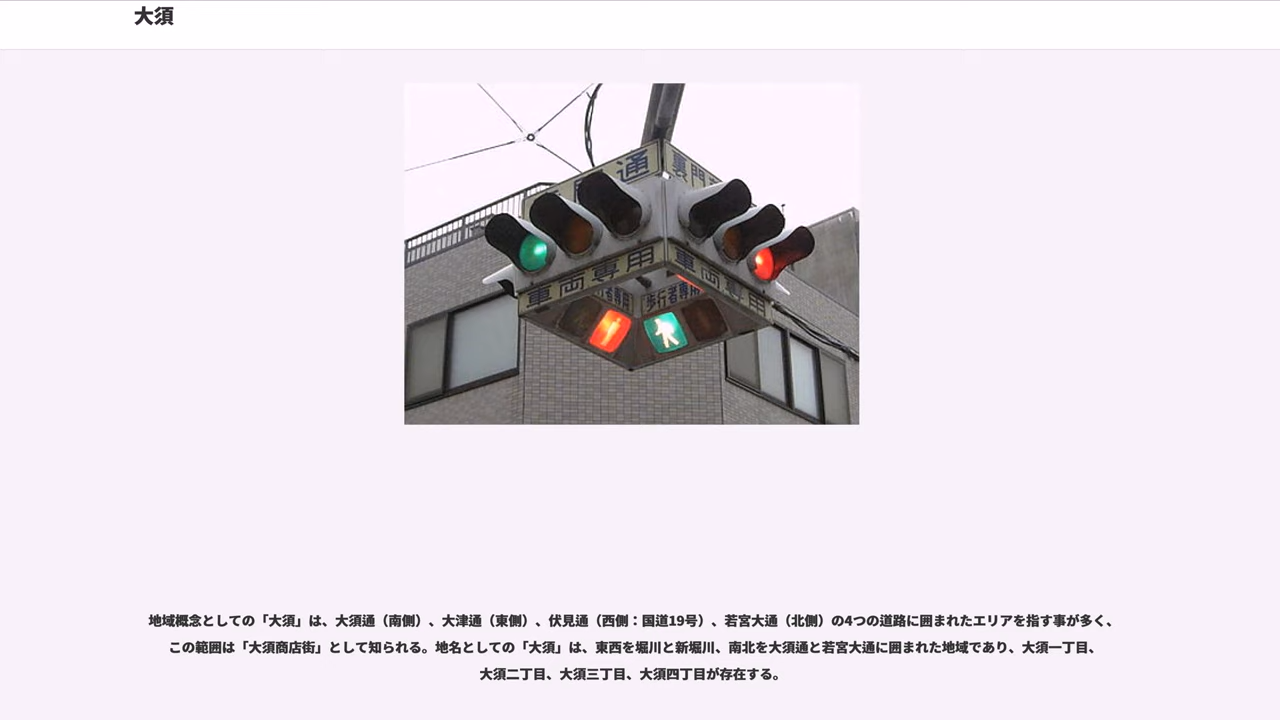 大須
通
裏門
車両専用
車両専用
者専用
歩行者専用
地域概念としての「大須」は、大須通（南側）、大津通（東側）、伏見通（西側：国道19号）、若宮大通（北側）の4つの道路に囲まれたエリアを指す事が多く、
この範囲は「大須商店街」として知られる。地名としての「大須」は、東西を堀川と新堀川、南北を大須通と若宮大通に囲まれた地域であり、大須一丁目、
大須二丁目、大須三丁目、大須四丁目が存在する。